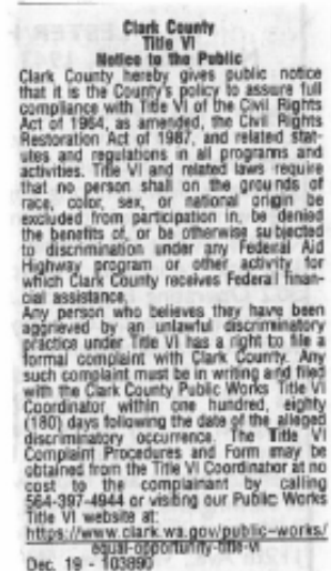 Clark County
Title VI
Notice to the Public
Clark County hereby gives public notice
that it is the County's policy to assure full
compliance with Title VI of the Civil Rights
Act of 1964, as amended, the Civil Rights
Restoration Act of 1987, and related stat-
utes and regulations in all programs and
activities. Title VI and related laws require
that no person shall on the grounds of
race, color, sex, or national origin be
excluded from participation in, be denied
the benefits of, or be otherwise subjected
to discrimination under any Federal Aid
Highway program or other activity for
which Clark County receives Federal finan-
cial assistance.
Any person who believes they have been
aggrieved by an unlawful discriminatory
practice under Title VI has a right to file a
formal complaint with Clark County. Any
such complaint must be in writing and filed
with the Clark County Public Works Title VI
Coordinator within one hundred, eighty
(180) days following the date of the alleged
discriminatory occurrence. The Title VI
Complaint Procedures and Form may be
obtained from the Title VI Coordinator at no
cost to the complainant by calling
564-397-4944 or visiting our Public Works
Title VI website at:
https://www.clark.wa.gov/public-works/
equal-opportunity-title-vi
Dec. 19 - 103890